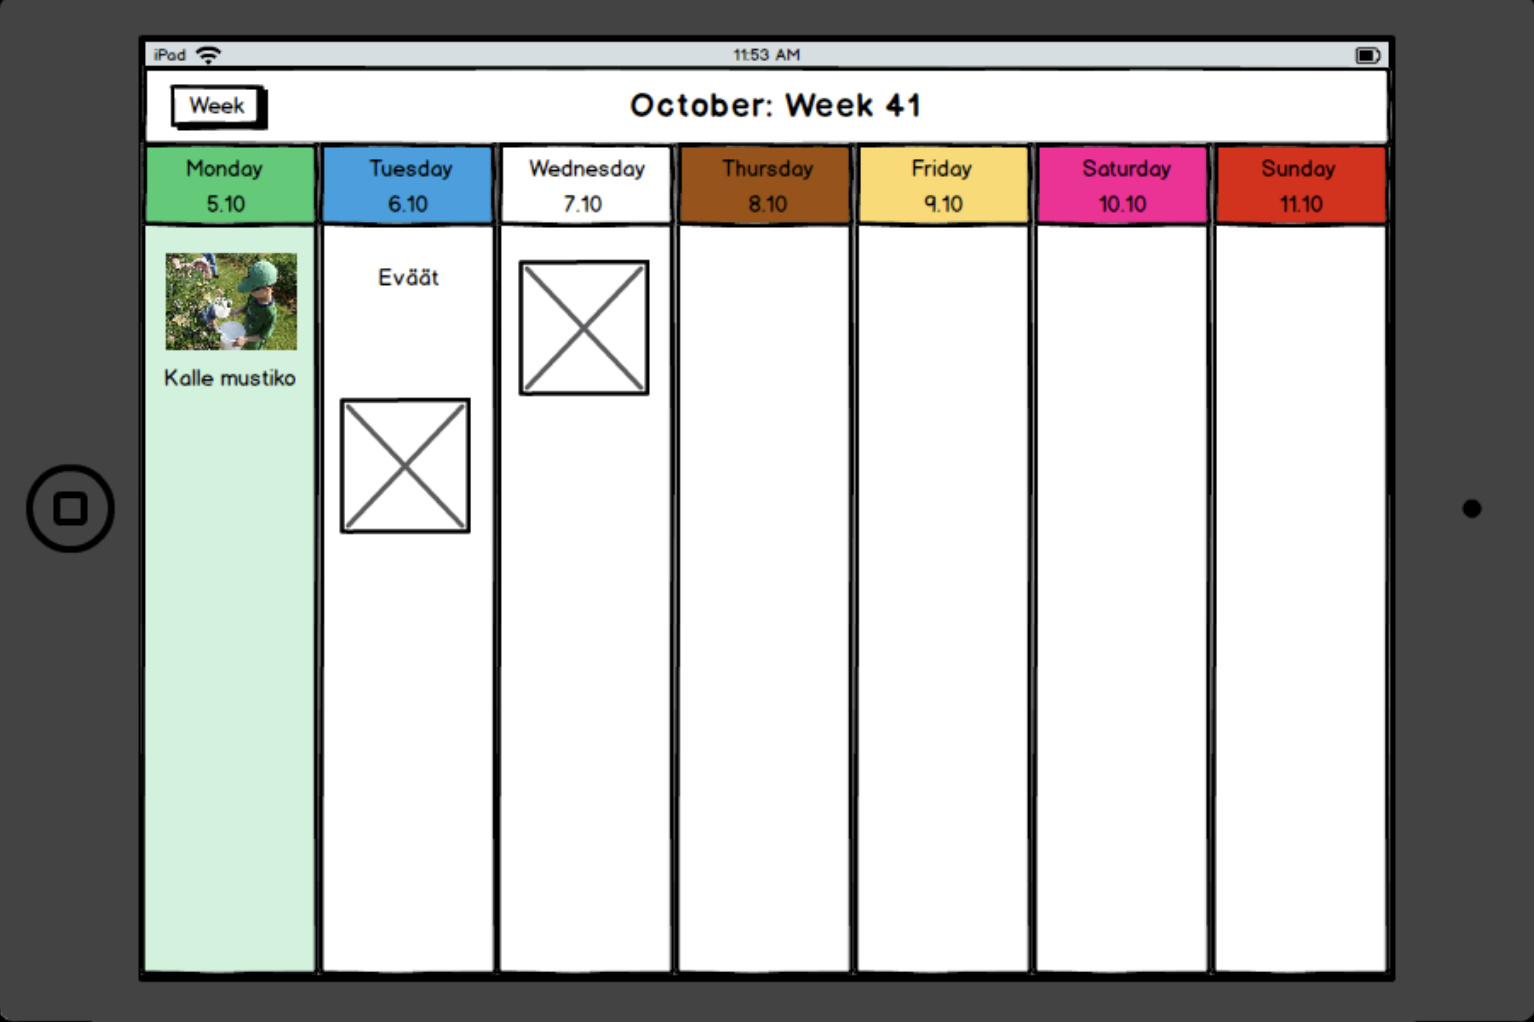 iPad 11:53 AM
Week
October: Week 41
Monday Tuesday Wednesday Thursday Friday Saturday Sunday
5.10 6.10 7.10 8.10 9.10 10.10 11.10
Eväät
Kalle mustiko